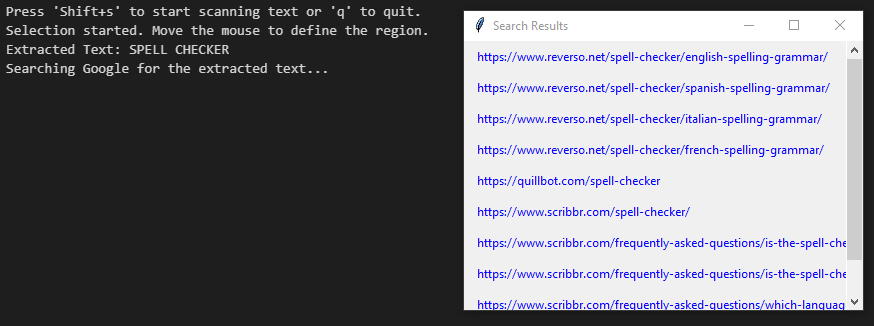 Press 'Shift+s' to start scanning text or 'q' to quit.
Selection started. Move the mouse to define the region.
Extracted Text: SPELL CHECKER
Searching Google for the extracted text...
Search Results
https://www.reverso.net/spell-checker/english-spelling-grammar/
https://www.reverso.net/spell-checker/spanish-spelling-grammar/
https://www.reverso.net/spell-checker/italian-spelling-grammar/
https://www.reverso.net/spell-checker/french-spelling-grammar/
https://quillbot.com/spell-checker
https://www.scribbr.com/spell-checker/
https://www.scribbr.com/frequently-asked-questions/is-the-spell-che
https://www.scribbr.com/frequently-asked-questions/is-the-spell-che
https://www.scribbr.com/frequently-asked-questions/which-languag